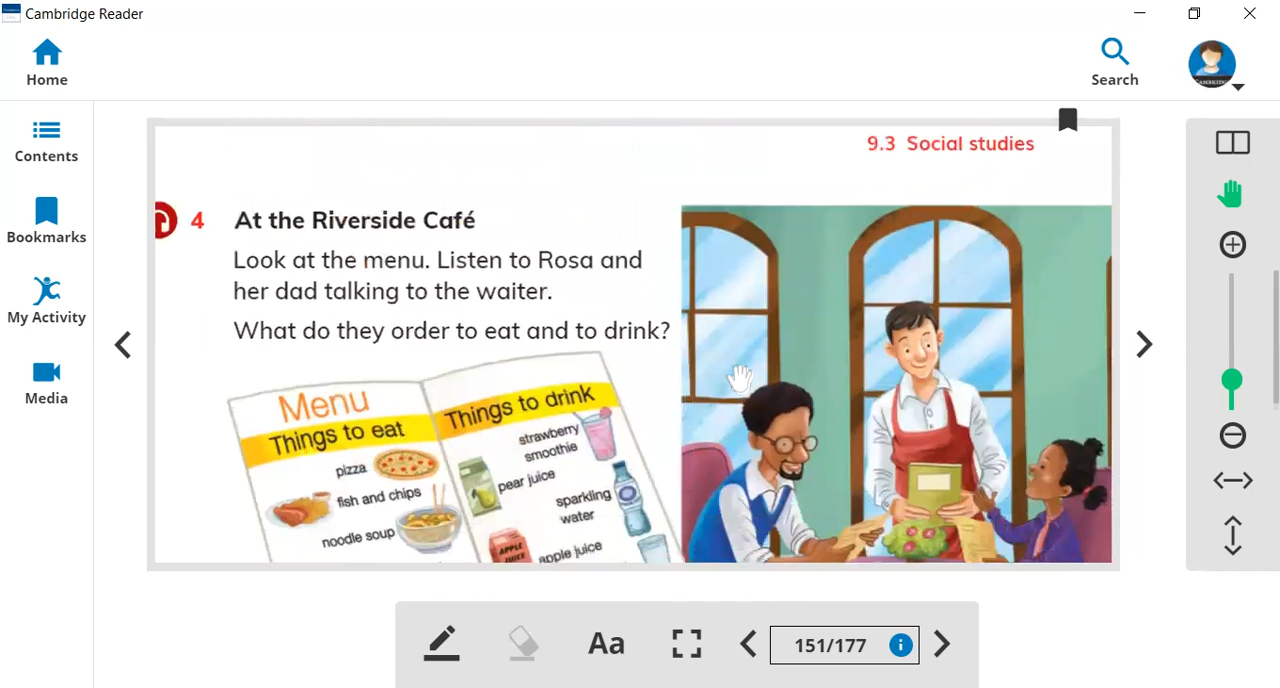 Cambridge Reader
Home
Search
CAMBRIDGE
Contents
Bookmarks
My Activity
Media
9.3 Social studies
4 At the Riverside Café
Look at the menu. Listen to Rosa and
her dad talking to the waiter.
What do they order to eat and to drink?
Menu
Things to eat
pizza
fish and chips
noodle soup
Things to drink
strawberry
smoothie
pear juice
sparkling
water
APPLE
JUICE
apple juice
Aa
151/177
i